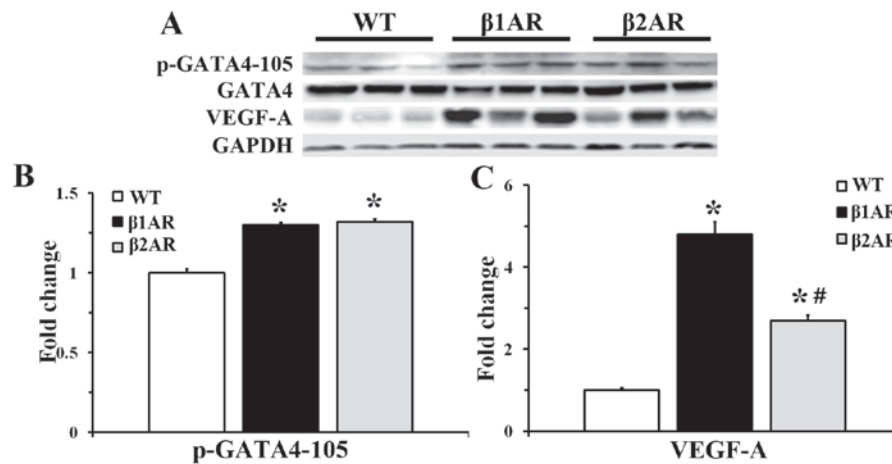 A
WT β1AR β2AR
p-GATA4-105
GATA4
VEGF-A
GAPDH
B
WT
β1AR
β2AR
Fold change
1.5
1
0.5
0
* *
p-GATA4-105
C
WT
β1AR
β2AR
Fold change
6
4
2
0
*
* #
VEGF-A